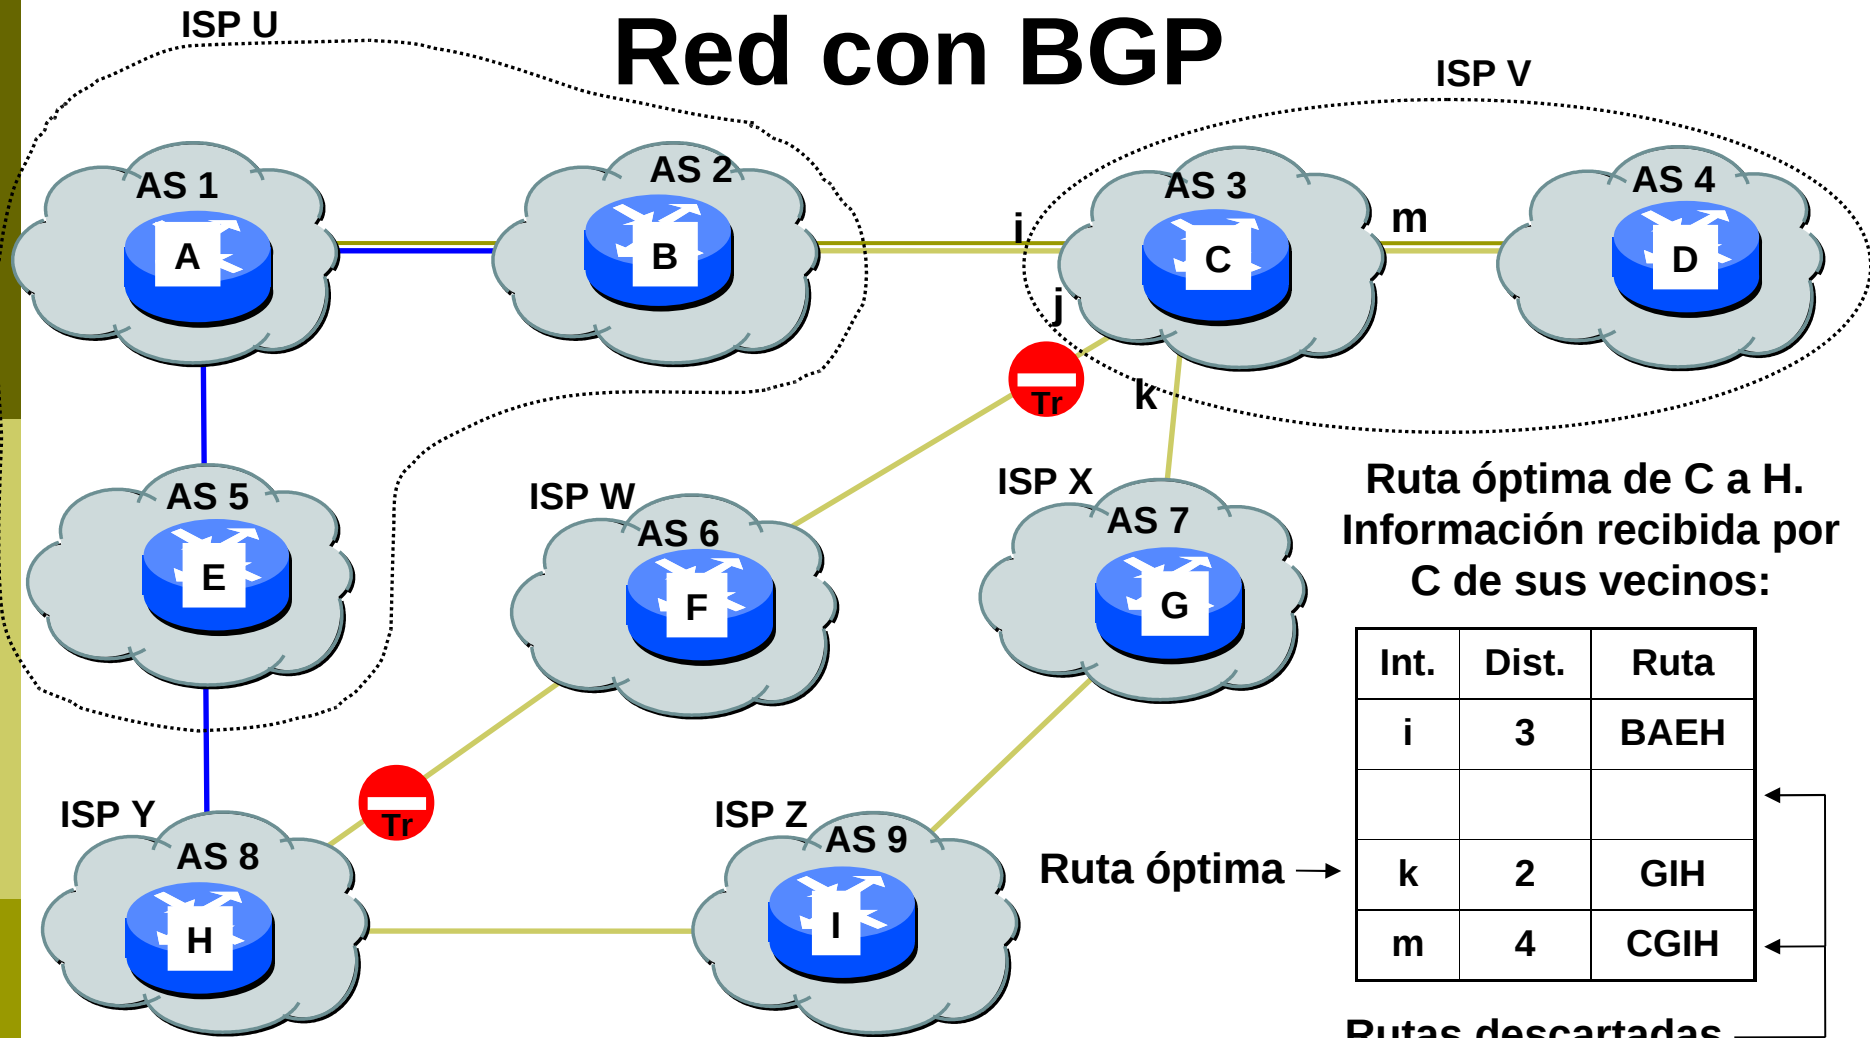 ISP U
Red con BGP
ISP V
AS 1
AS 2
AS 3
AS 4
A
B
i
C
m
D
j
Tr
k
ISP W
ISP X
AS 5
AS 6
AS 7
E
F
G
Ruta óptima de C a H.
Información recibida por
C de sus vecinos:
Int. Dist. Ruta
i 3 BAEH
k 2 GIH
m 4 CGIH
Ruta óptima
Rutas descartadas
Tr
ISP Y
ISP Z
AS 8
AS 9
H
I